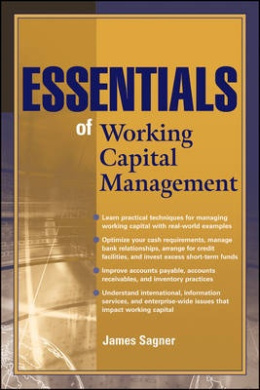 ESSENTIALS
of Working
Capital
Management
Learn practical techniques for managing
working capital with real-world examples
Optimize your cash requirements, manage
bank relationships, arrange for credit
facilities, and invest excess short-term funds
Improve accounts payable, accounts
receivables, and inventory practices
Understand international, information
services, and enterprise-wide issues that
impact working capital
James Sagner